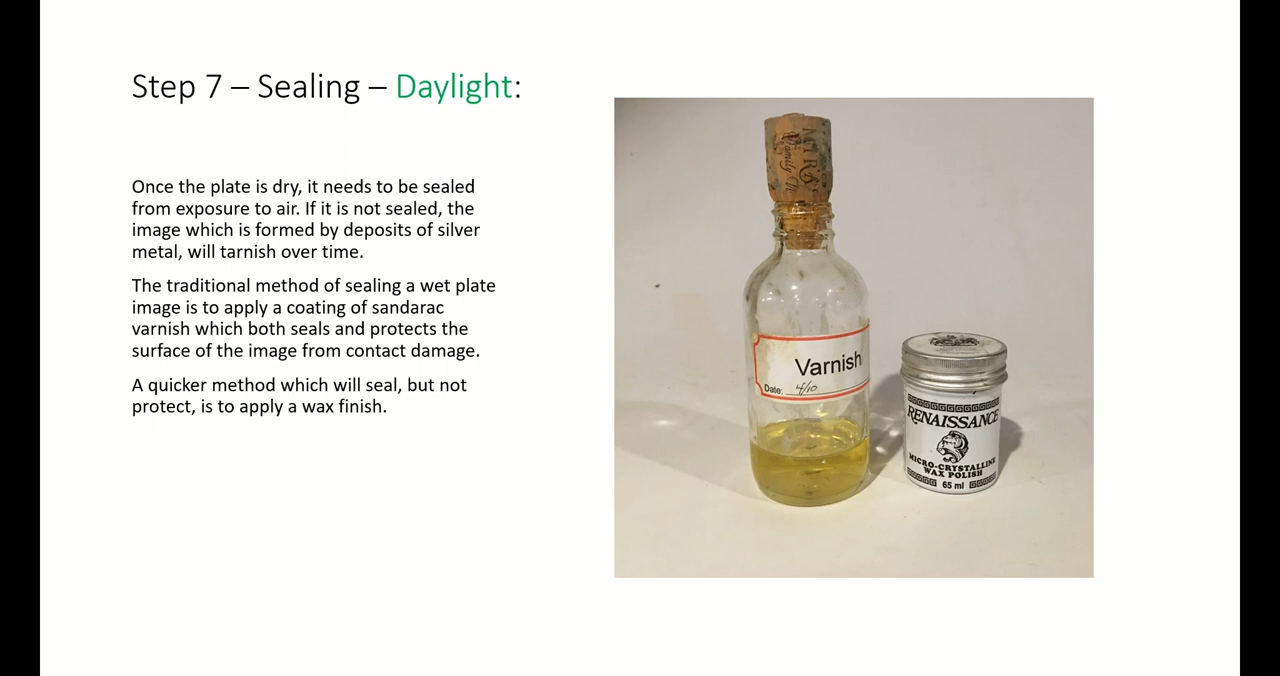 Step 7 – Sealing – Daylight:
Once the plate is dry, it needs to be sealed
from exposure to air. If it is not sealed, the
image which is formed by deposits of silver
metal, will tarnish over time.
The traditional method of sealing a wet plate
image is to apply a coating of sandarac
varnish which both seals and protects the
surface of the image from contact damage.
A quicker method which will seal, but not
protect, is to apply a wax finish.
Varnish
Date: 4/10
RENAISSANCE
MICRO-CRYSTALLINE
WAX POLISH
65 ml